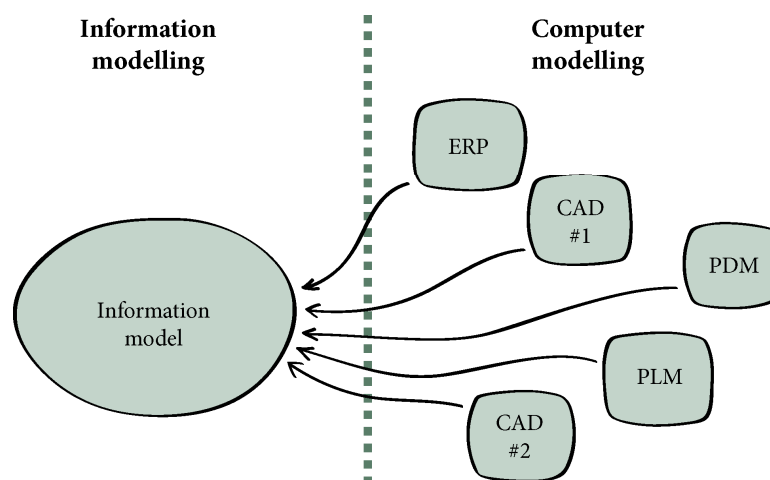 Information
modelling
Computer
modelling
ERP
CAD
#1
PDM
Information
model
PLM
CAD
#2